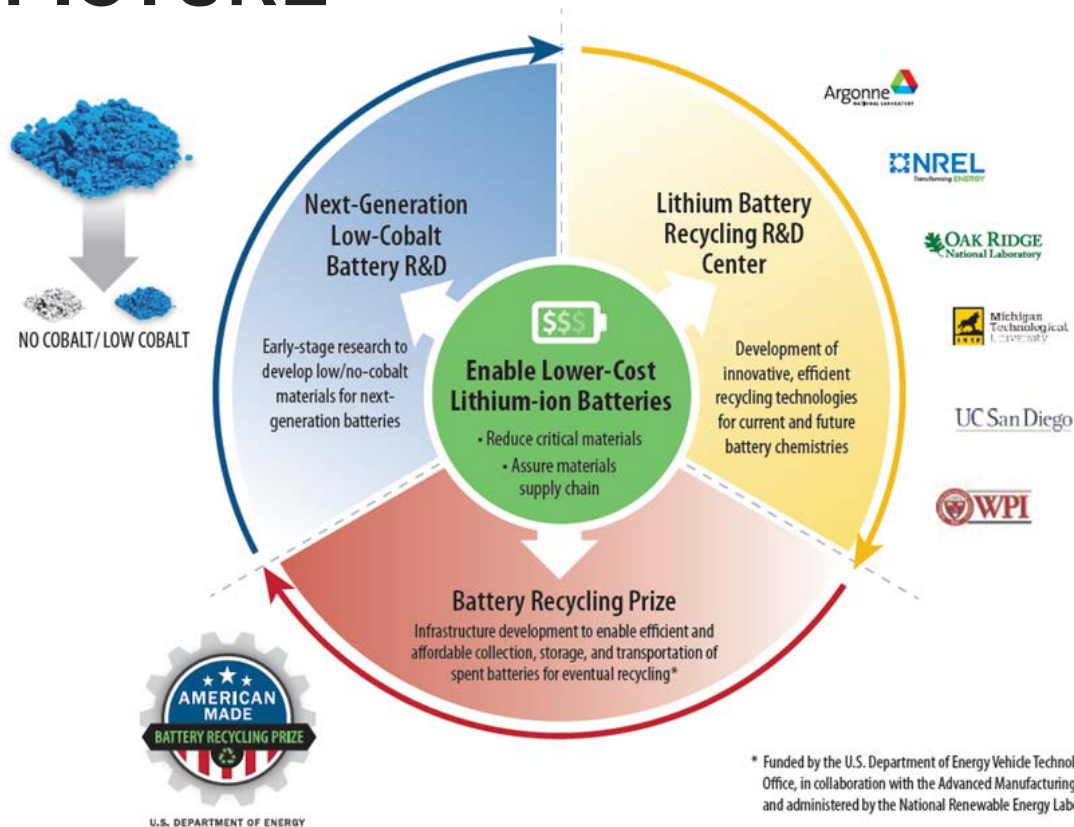 PICTURE
Argonne
NATIONAL LABORATORY
NREL
Transforming ENERGY
Next-Generation
Low-Cobalt
Battery R&D
Lithium Battery
Recycling R&D
Center
OAK RIDGE
National Laboratory
NO COBALT/ LOW COBALT
$$$
Michigan
Technological
University
Early-stage research to
develop low/no-cobalt
materials for next-
generation batteries
Enable Lower-Cost
Lithium-ion Batteries
• Reduce critical materials
• Assure materials
supply chain
Development of
innovative, efficient
recycling technologies
for current and future
battery chemistries
UC San Diego
WPI
Battery Recycling Prize
Infrastructure development to enable efficient and
affordable collection, storage, and transportation of
spent batteries for eventual recycling*
AMERICAN
MADE
BATTERY RECYCLING PRIZE
U.S. DEPARTMENT OF ENERGY
* Funded by the U.S. Department of Energy Vehicle Technol
Office, in collaboration with the Advanced Manufacturing
and administered by the National Renewable Energy Lab